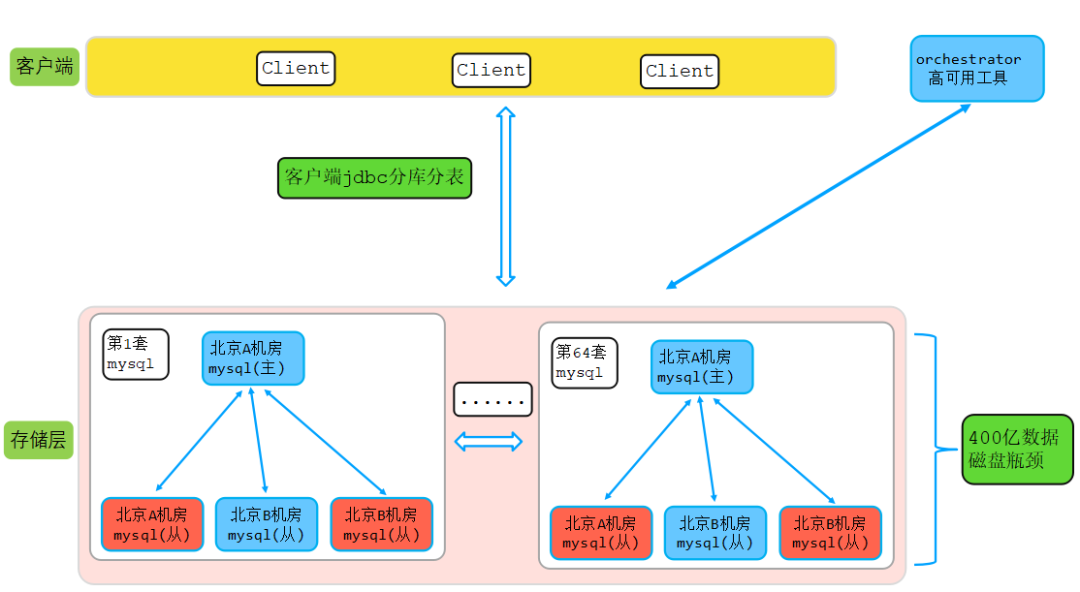 客户端
Client
Client
Client
orchestrator
高可用工具
客户端jdbc分库分表
存储层
第1套
mysql
北京A机房
mysql(主)
北京A机房
mysql(从)
北京B机房
mysql(从)
北京B机房
mysql(从)
......
第64套
mysql
北京A机房
mysql(主)
北京A机房
mysql(从)
北京B机房
mysql(从)
北京B机房
mysql(从)
400亿数据
磁盘瓶颈